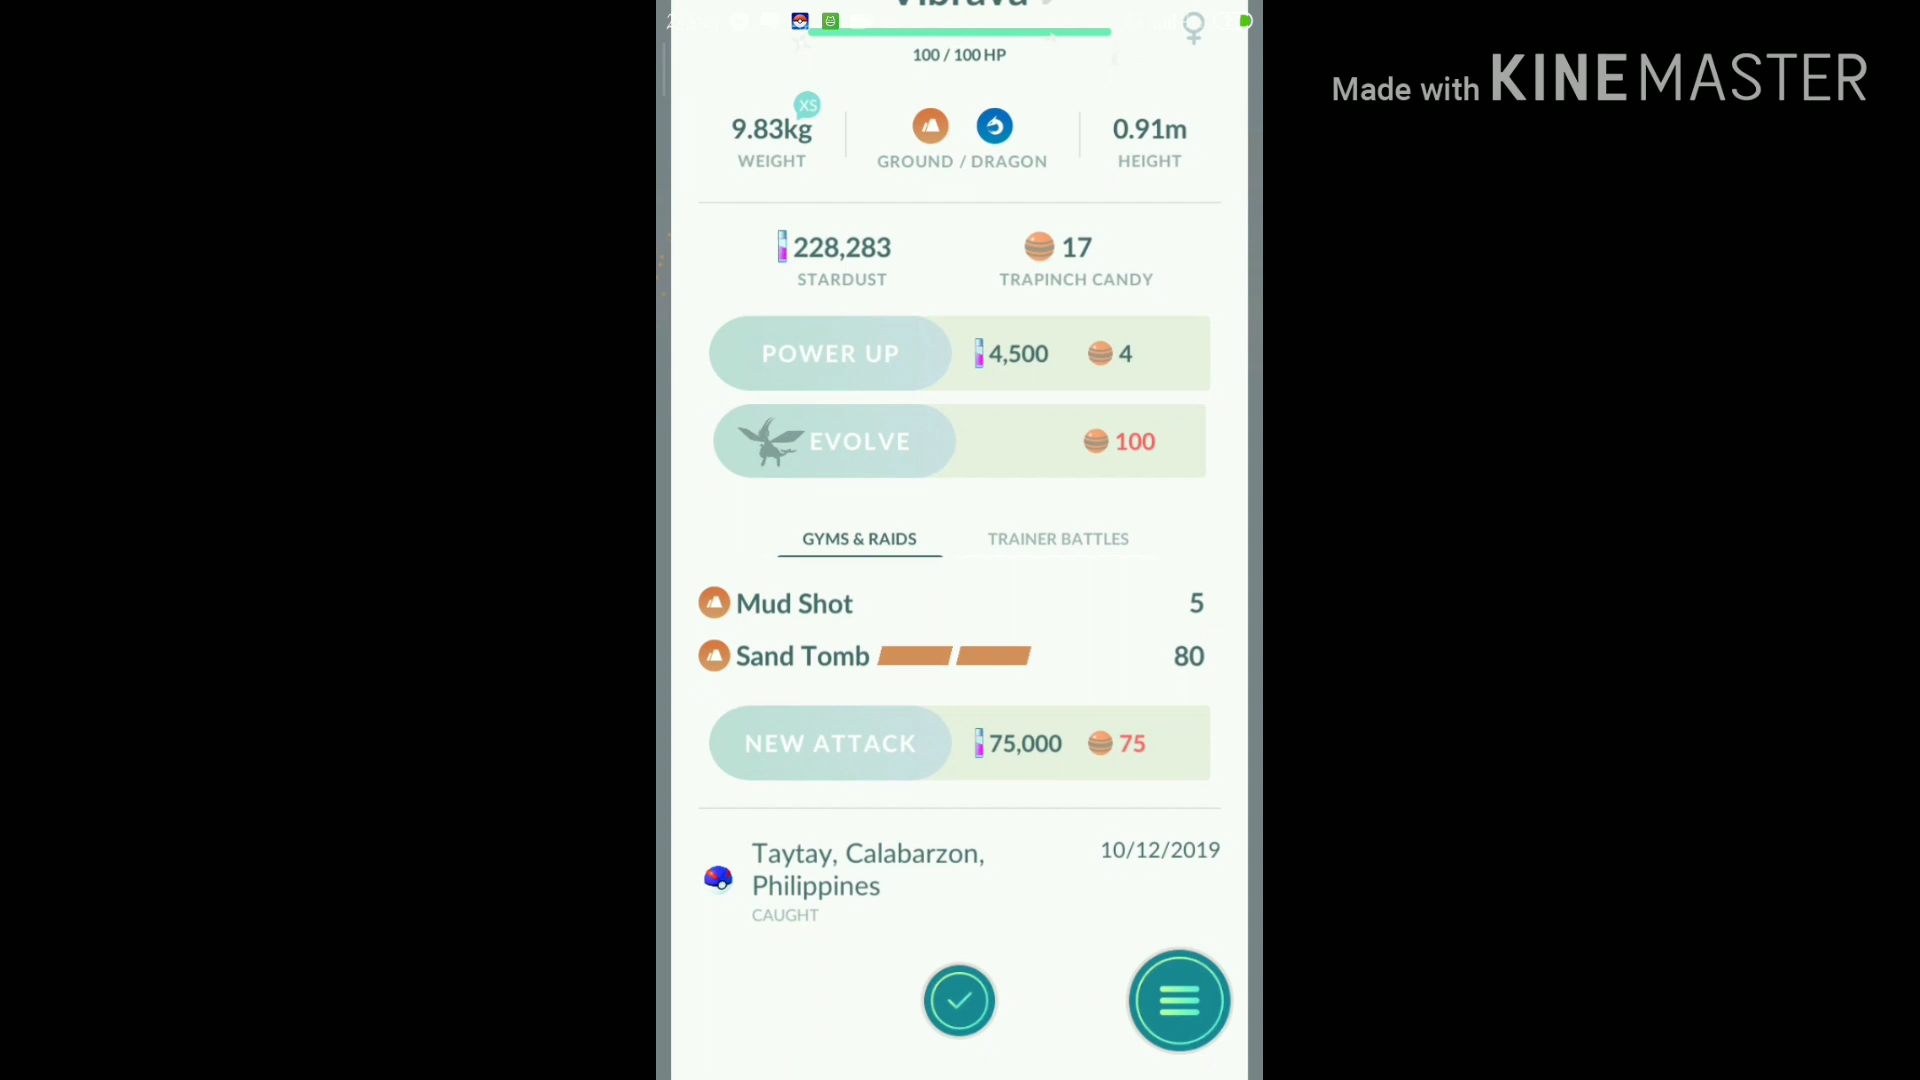 Vibrava
100 / 100 HP
Made with KINEMASTER
XS
9.83kg
WEIGHT
GROUND / DRAGON
0.91m
HEIGHT
228,283
STARDUST
17
TRAPINCH CANDY
POWER UP 4,500 4
EVOLVE 100
GYMS & RAIDS TRAINER BATTLES
Mud Shot 5
Sand Tomb 80
NEW ATTACK 75,000 75
Taytay, Calabarzon, 10/12/2019
Philippines
CAUGHT